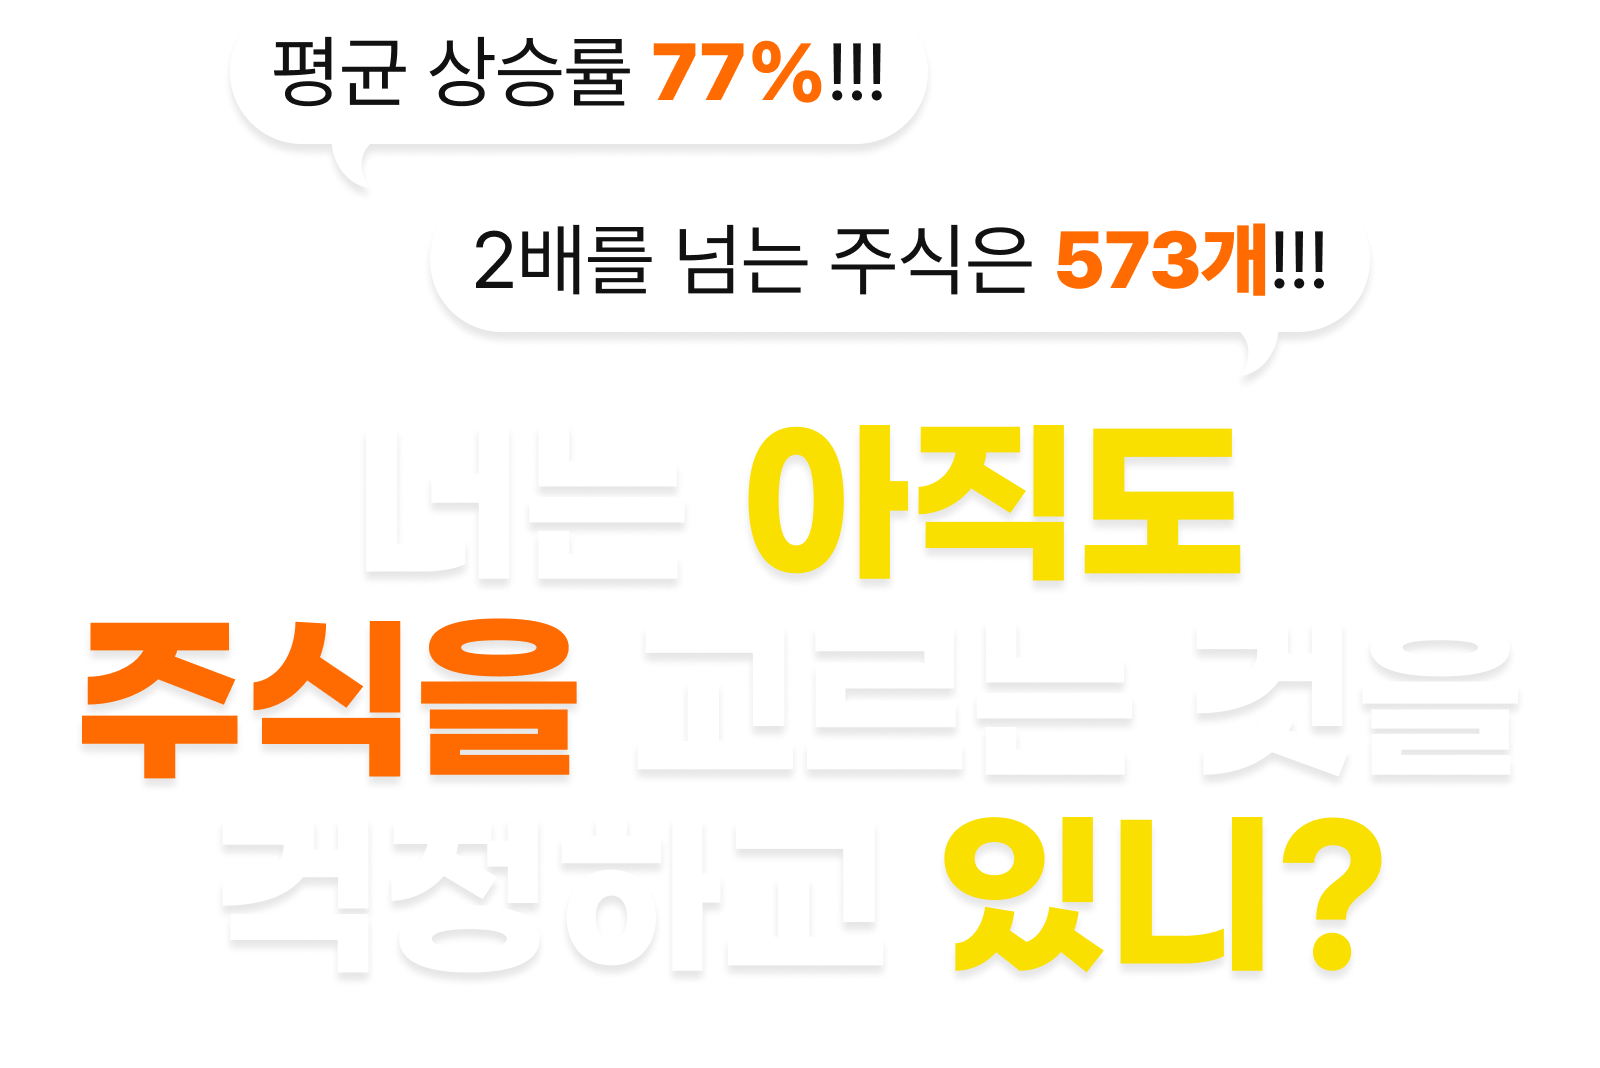 평균 상승률 77%!!!
2배를 넘는 주식은 573개!!!
너는 아직도
주식을 고르는 것을
걱정하고 있니?